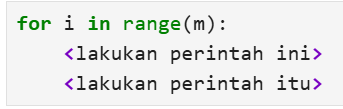 for i in range(m):
    <lakukan perintah ini>
    <lakukan perintah itu>